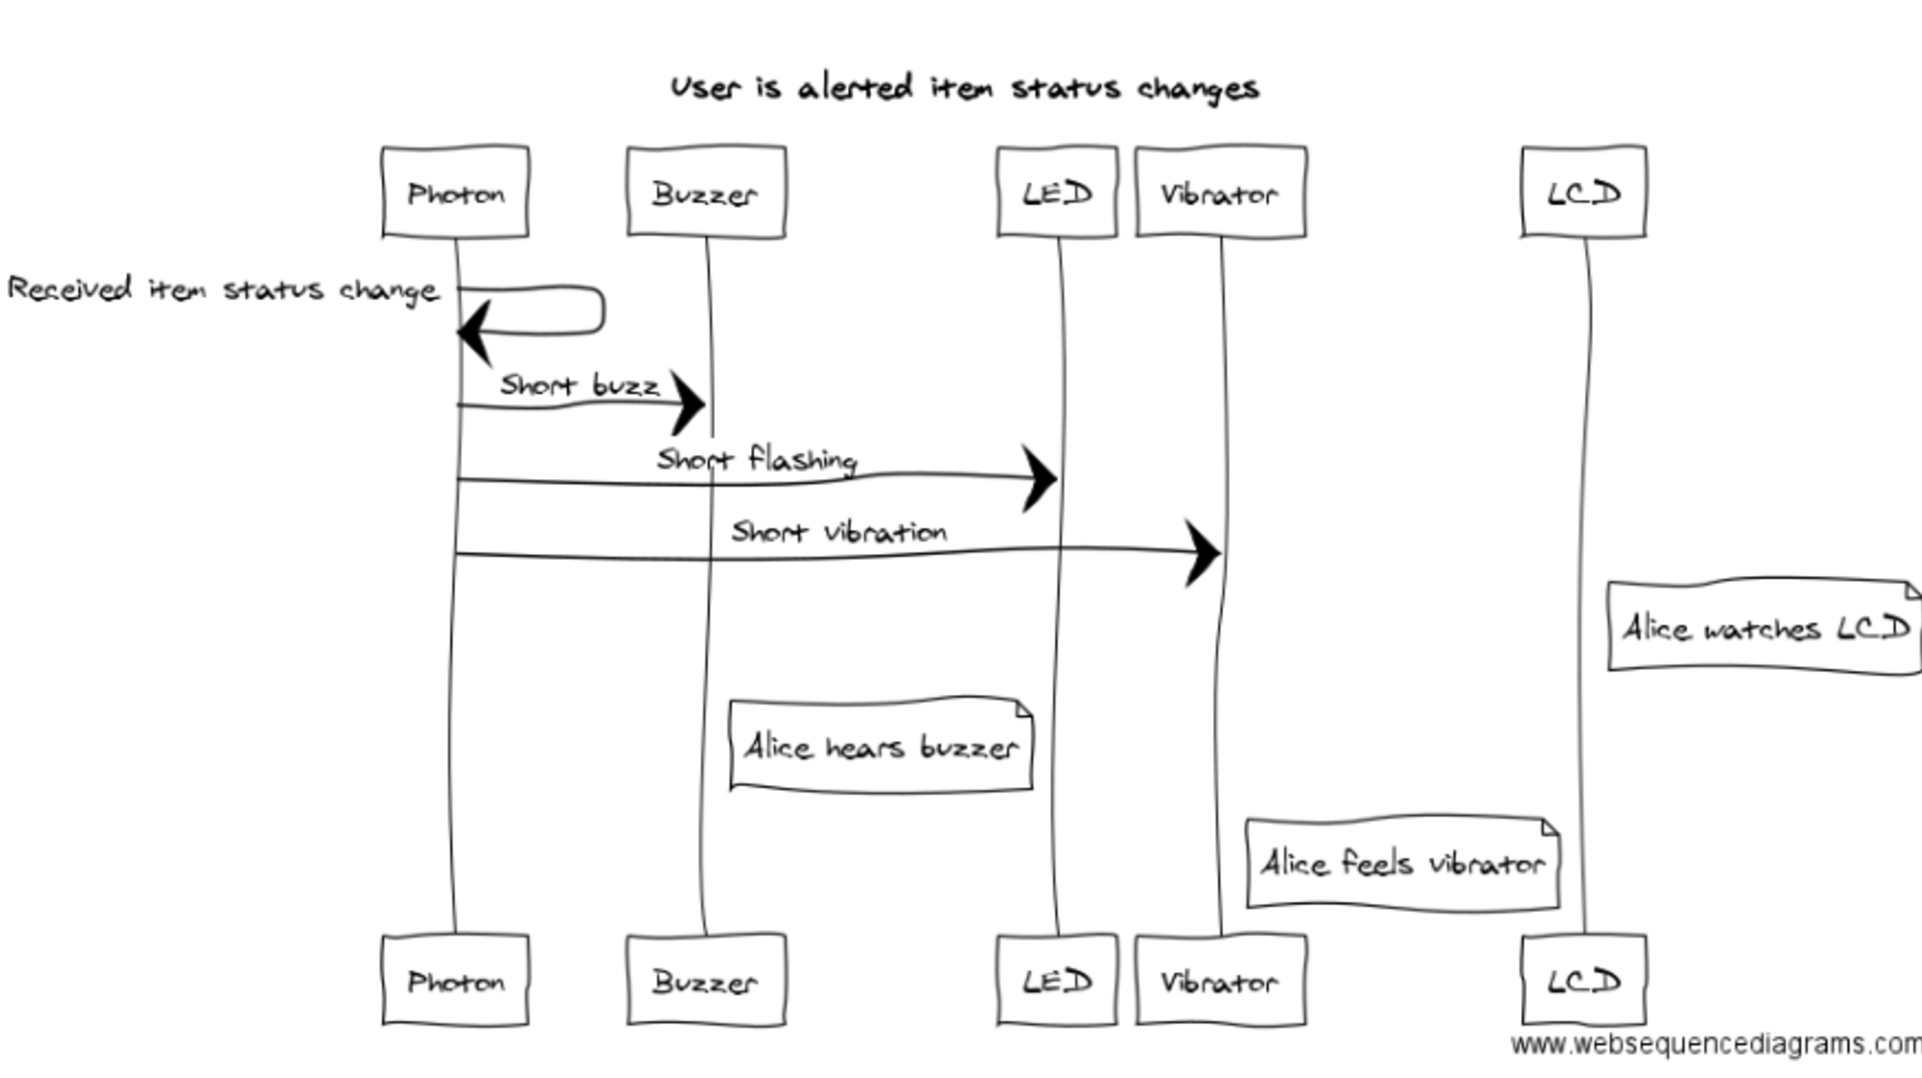 User is alerted item status changes
Photon
Buzzer
LED
Vibrator
LCD
Received item status change
Short buzz
Short flashing
Short vibration
Alice watches LCD
Alice hears buzzer
Alice feels vibrator
Photon
Buzzer
LED
Vibrator
LCD
www.websequencediagrams.com